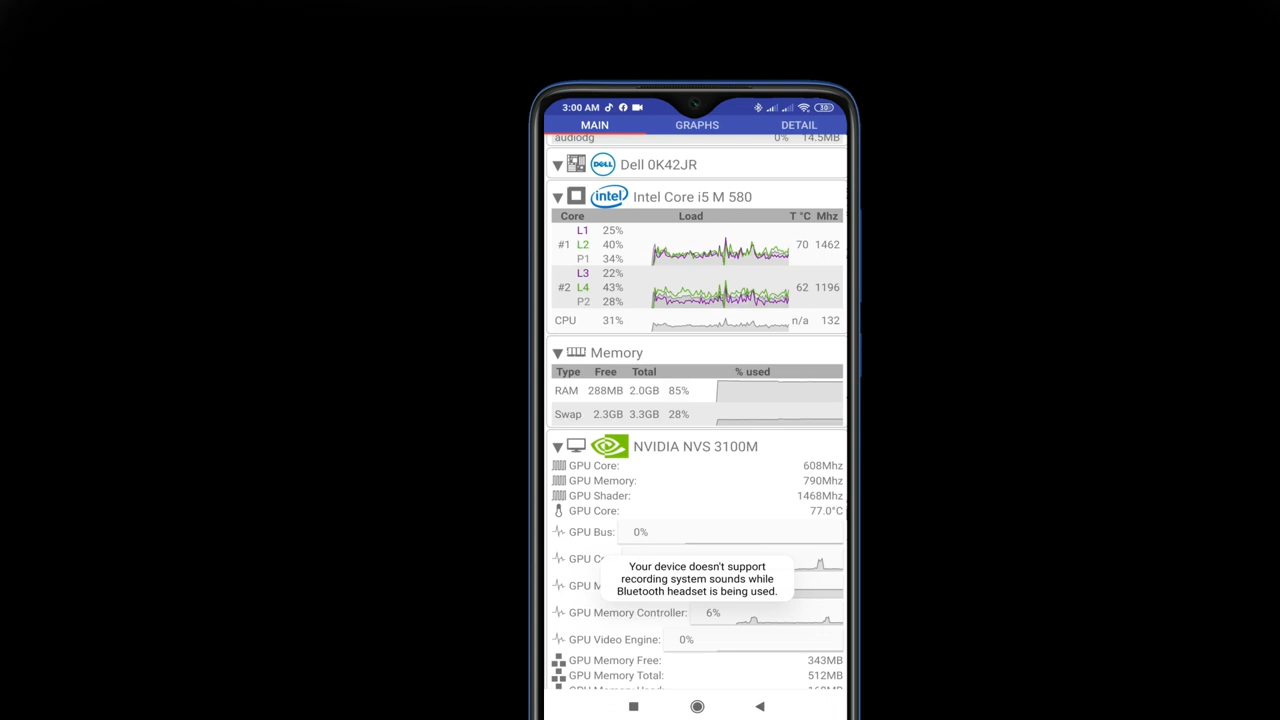 3:00 AM 30
MAIN GRAPHS DETAIL
audiodg 0% 14.5MB
DELL Dell 0K42JR
intel Intel Core i5 M 580
Core Load T °C Mhz
L1 25%
#1 L2 40% 70 1462
P1 34%
L3 22%
#2 L4 43% 62 1196
P2 28%
CPU 31% n/a 132
Memory
Type Free Total % used
RAM 288MB 2.0GB 85%
Swap 2.3GB 3.3GB 28%
NVIDIA NVS 3100M
GPU Core: 608Mhz
GPU Memory: 790Mhz
GPU Shader: 1468Mhz
GPU Core: 77.0°C
GPU Bus: 0%
GPU C
Your device doesn't support
recording system sounds while
Bluetooth headset is being used.
GPU M
GPU Memory Controller: 6%
GPU Video Engine: 0%
GPU Memory Free: 343MB
GPU Memory Total: 512MB